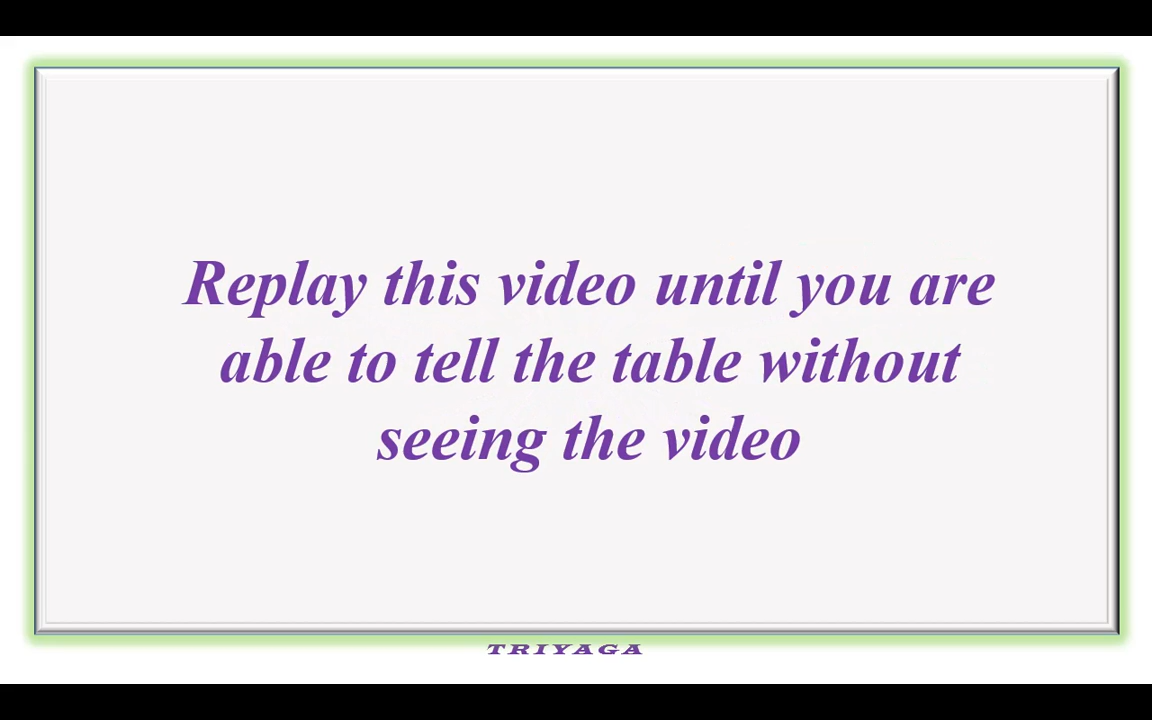 Replay this video until you are
able to tell the table without
seeing the video
TRIYAGA